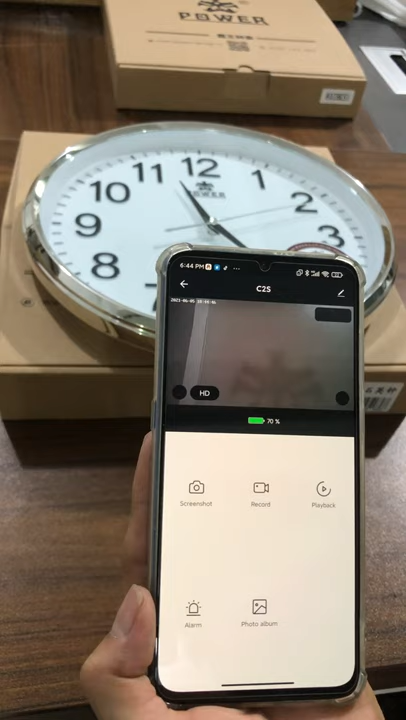 POWER
12
11
1
10
2
POWER
9
3
8
7
6:44 PM
C2S
HD
70 %
Screenshot
Record
Playback
Alarm
Photo album